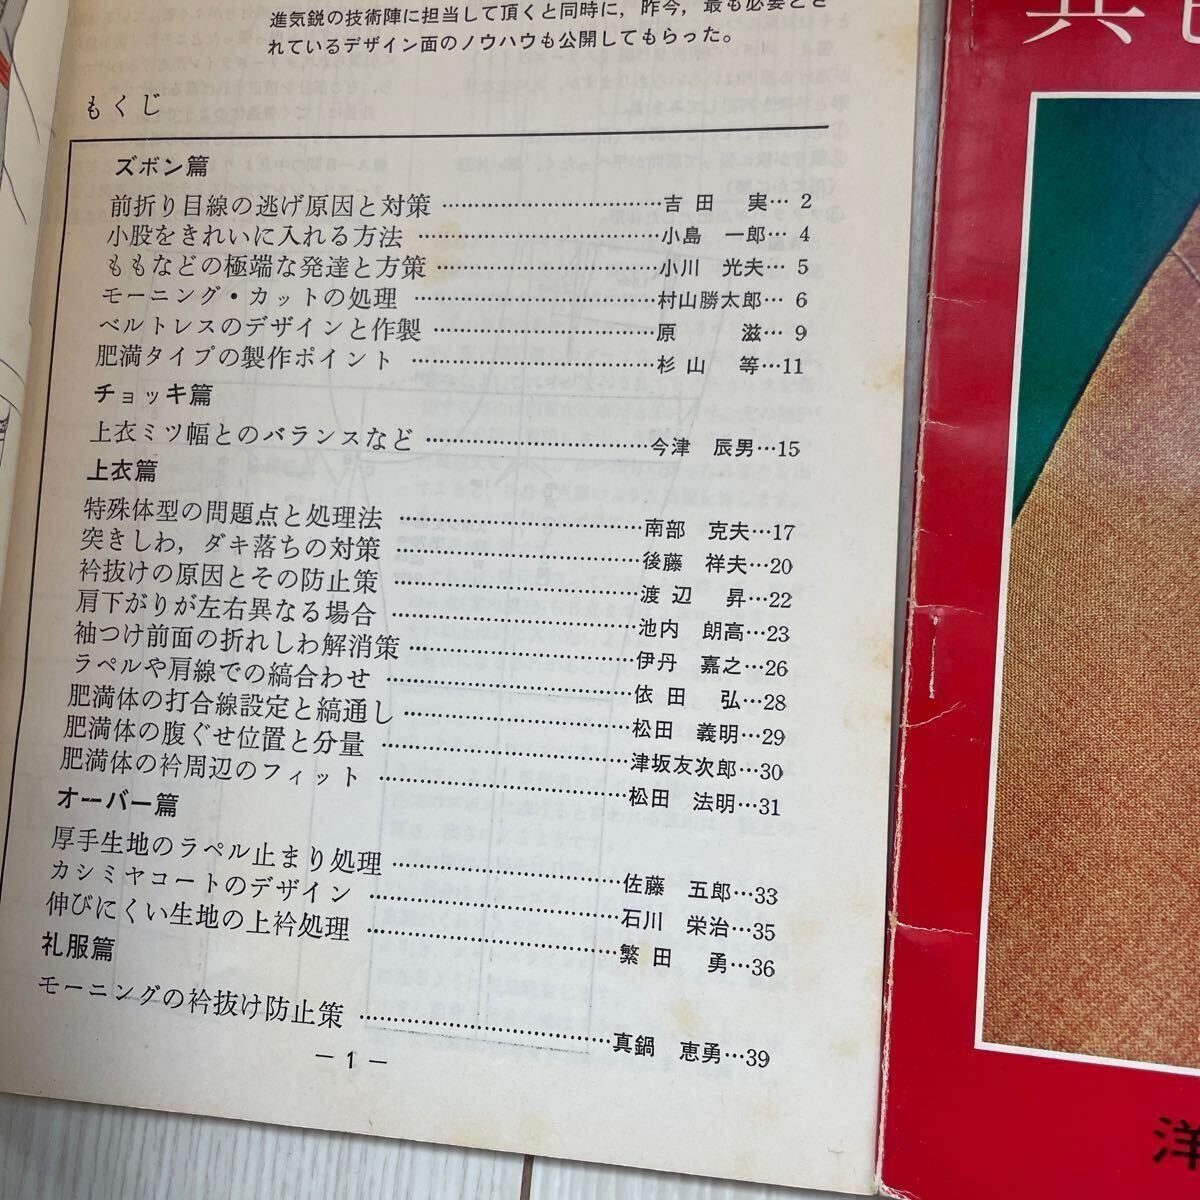 進気鋭の技術陣に担当して頂くと同時に，昨今，最も必要とさ
れているデザイン面のノウハウも公開してもらった。
もくじ
ズボン篇
前折り目線の逃げ原因と対策……………………………吉田　実… 2
小股をきれいに入れる方法……………………………小島　一郎… 4
ももなどの極端な発達と方策…………………………小川　光夫… 5
モーニング・カットの処理……………………………村山勝太郎… 6
ベルトレスのデザインと作製…………………………原　　滋… 9
肥満タイプの製作ポイント……………………………杉山　等…11
チョッキ篇
上衣ミツ幅とのバランスなど…………………………今津　辰男…15
上衣篇
特殊体型の問題点と処理法……………………………南部　克夫…17
突きしわ，ダキ落ちの対策……………………………後藤　祥夫…20
衿抜けの原因とその防止策……………………………渡辺　昇…22
肩下がりが左右異なる場合……………………………池内　朗高…23
袖つけ前面の折れしわ解消策…………………………伊丹　嘉之…26
ラペルや肩線での縞合わせ……………………………依田　弘…28
肥満体の打合線設定と縞通し…………………………松田　義明…29
肥満体の腹ぐせ位置と分量……………………………津坂友次郎…30
肥満体の衿周辺のフィット……………………………松田　法明…31
オーバー篇
厚手生地のラペル止まり処理…………………………佐藤　五郎…33
カシミヤコートのデザイン……………………………石川　栄治…35
伸びにくい生地の上衿処理……………………………繁田　勇…36
礼服篇
モーニングの衿抜け防止策……………………………真鍋　恵勇…39
― 1 ―
洋